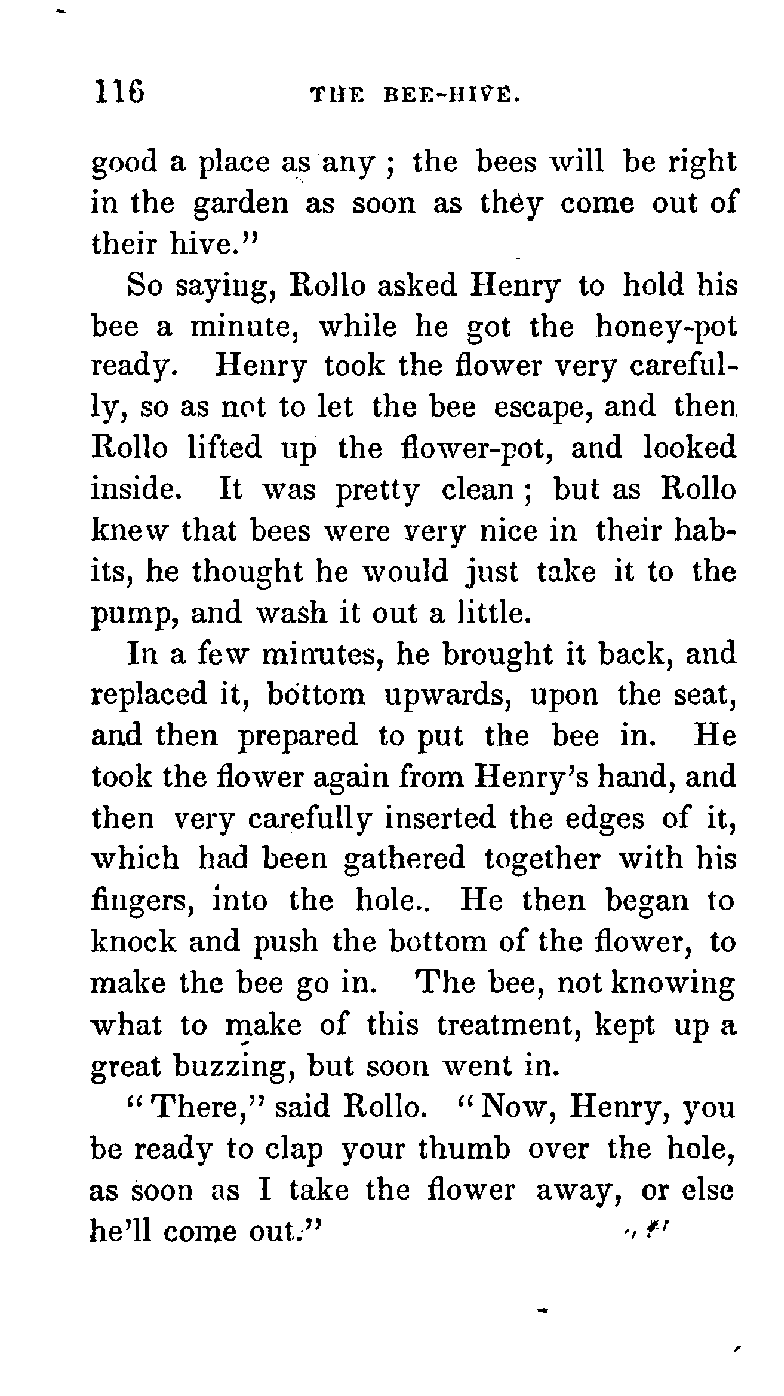 116 THE BEE-HIVE.
good a place as any ; the bees will be right
in the garden as soon as they come out of
their hive."
So saying, Rollo asked Henry to hold his
bee a minute, while he got the honey-pot
ready. Henry took the flower very careful-
ly, so as not to let the bee escape, and then
Rollo lifted up the flower-pot, and looked
inside. It was pretty clean ; but as Rollo
knew that bees were very nice in their hab-
its, he thought he would just take it to the
pump, and wash it out a little.
In a few minutes, he brought it back, and
replaced it, bottom upwards, upon the seat,
and then prepared to put the bee in. He
took the flower again from Henry's hand, and
then very carefully inserted the edges of it,
which had been gathered together with his
fingers, into the hole.. He then began to
knock and push the bottom of the flower, to
make the bee go in. The bee, not knowing
what to make of this treatment, kept up a
great buzzing, but soon went in.
"There," said Rollo. "Now, Henry, you
be ready to clap your thumb over the hole,
as soon as I take the flower away, or else
he'll come out."